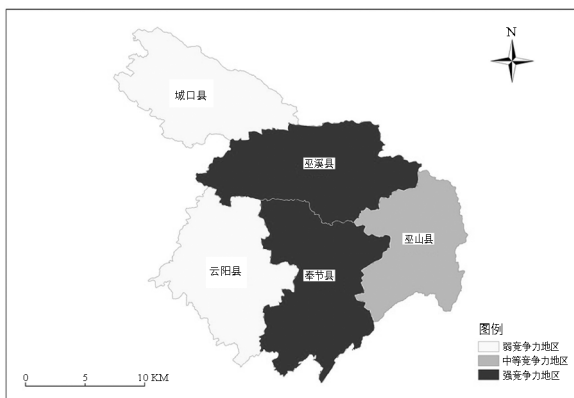 N
城口县
巫溪县
巫山县
云阳县
奉节县
图例
弱竞争力地区
中等竞争力地区
强竞争力地区
0 5 10 KM